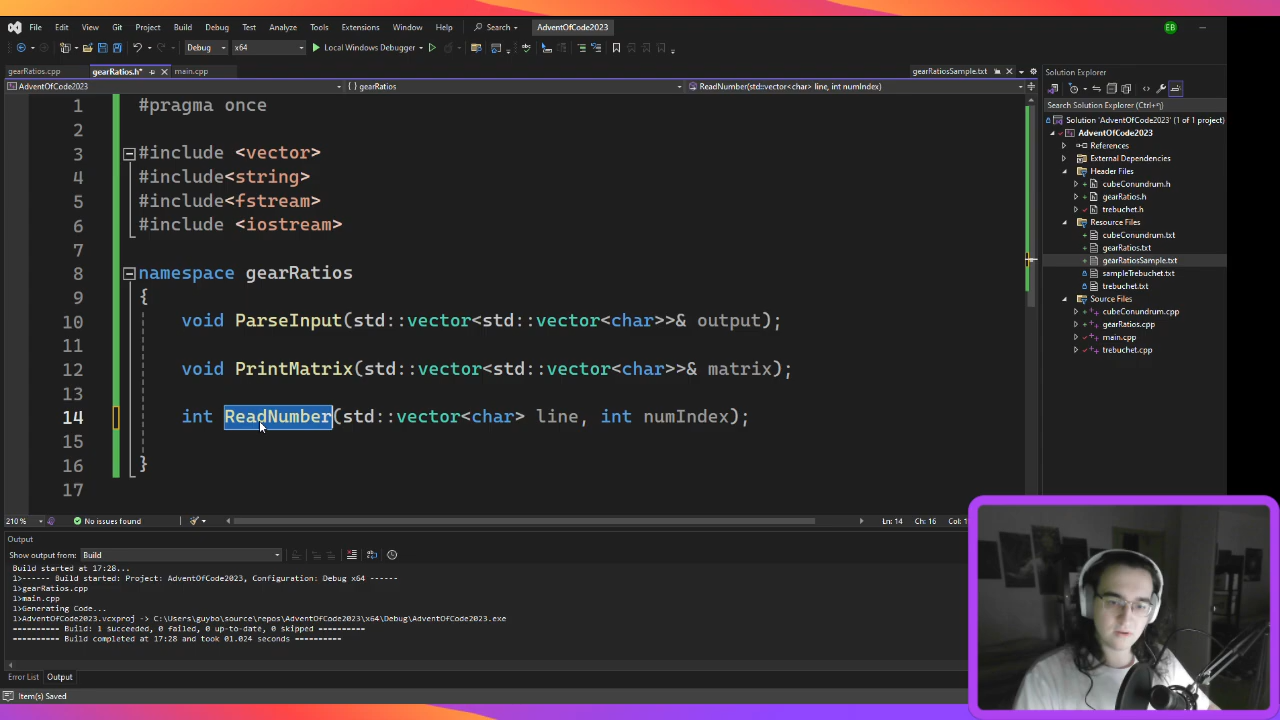 File Edit View Git Project Build Debug Test Analyze Tools Extensions Window Help Search AdventOfCode2023 EB
Debug x64 Local Windows Debugger
gearRatios.cpp gearRatios.h* main.cpp gearRatiosSample.txt Solution Explorer
AdventOfCode2023 gearRatios ReadNumber(std::vector<char> line, int numIndex)
Search Solution Explorer (Ctrl+')
Solution 'AdventOfCode2023' (1 of 1 project)
AdventOfCode2023
References
External Dependencies
Header Files
cubeConundrum.h
gearRatios.h
trebuchet.h
Resource Files
cubeConundrum.txt
gearRatios.txt
gearRatiosSample.txt
sampleTrebuchet.txt
trebuchet.txt
Source Files
cubeConundrum.cpp
gearRatios.cpp
main.cpp
trebuchet.cpp
1 #pragma once
2
3 #include <vector>
4 #include<string>
5 #include<fstream>
6 #include <iostream>
7
8 namespace gearRatios
9 {
10 void ParseInput(std::vector<std::vector<char>>& output);
11
12 void PrintMatrix(std::vector<std::vector<char>>& matrix);
13
14 int ReadNumber(std::vector<char> line, int numIndex);
15
16 }
17
210 % No issues found Ln: 14 Ch: 16
Output
Show output from: Build
Build started at 17:28...
1>------ Build started: Project: AdventOfCode2023, Configuration: Debug x64 ------
1>gearRatios.cpp
1>main.cpp
1>Generating Code...
1>AdventOfCode2023.vcxproj -> C:\Users\guybo\source\repos\AdventOfCode2023\x64\Debug\AdventOfCode2023.exe
========== Build: 1 succeeded, 0 failed, 0 up-to-date, 0 skipped ==========
========== Build completed at 17:28 and took 01.024 seconds ==========
Error List Output
Item(s) Saved